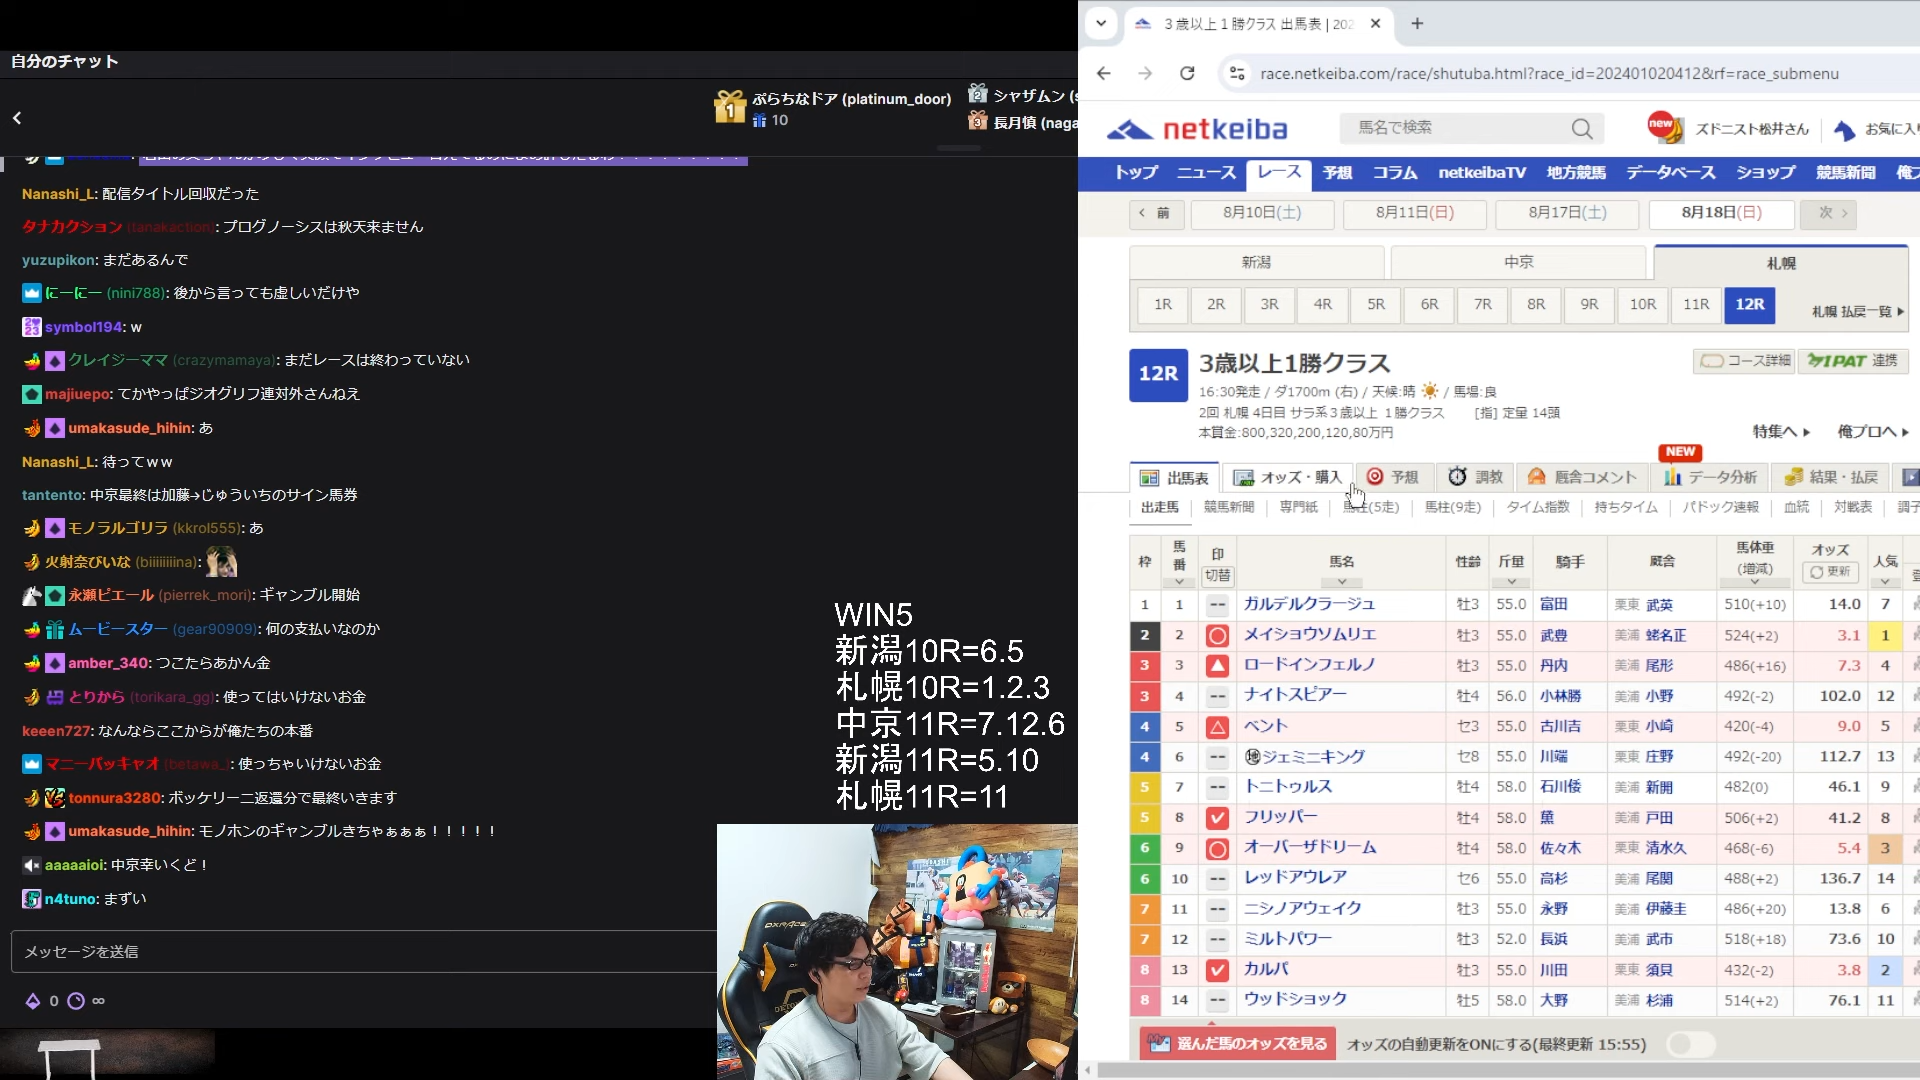 自分のチャット
ぷらちなドア (platinum_door)
10
シャザムン (s
長月慎 (naga
Nanashi_L: 配信タイトル回収だった
タナカクション (tanakaction): プログノーシスは秋天来ません
yuzupikon: まだあるんで
にーにー (nini788): 後から言っても虚しいだけや
symbol194: w
クレイジーママ (crazymamaya): まだレースは終わっていない
majiuepo: てかやっぱジオグリフ連対外さんねえ
umakasude_hihin: あ
Nanashi_L: 待ってｗｗ
tantento: 中京最終は加藤→じゅういちのサイン馬券
モノラルゴリラ (kkrol555): あ
火射奈びいな (biiiiiiiina):
永瀬ピエール (pierrek_mori): ギャンブル開始
ムービースター (gear90909): 何の支払いなのか
amber_340: つこたらあかん金
とりから (torikara_gg): 使ってはいけないお金
keeen727: なんならここからが俺たちの本番
マニーパッキャオ (betawa_): 使っちゃいけないお金
tonnura3280: ボッケリーニ返還分で最終いきます
umakasude_hihin: モノホンのギャンブルきちゃぁぁぁ！！！！！
aaaaaioi: 中京幸いくど！
n4tuno: まずい
メッセージを送信
0 ∞
WIN5
新潟10R=6.5
札幌10R=1.2.3
中京11R=7.12.6
新潟11R=5.10
札幌11R=11
３歳以上１勝クラス 出馬表 | 202
race.netkeiba.com/race/shutuba.html?race_id=202401020412&rf=race_submenu
netkeiba
馬名で検索
new
ズドニスト松井さん
お気に入り
トップ ニュース レース 予想 コラム netkeibaTV 地方競馬 データベース ショップ 競馬新聞 俺プ
前 8月10日(土) 8月11日(日) 8月17日(土) 8月18日(日) 次
新潟 中京 札幌
1R 2R 3R 4R 5R 6R 7R 8R 9R 10R 11R 12R 札幌 払戻一覧
12R 3歳以上1勝クラス コース詳細 IPAT 連携
16:30発走 / ダ1700m (右) / 天候:晴 / 馬場:良
2回 札幌 4日目 サラ系３歳以上 １勝クラス [指] 定量 14頭
本賞金:800,320,200,120,80万円
特集へ 俺プロへ
NEW
出馬表 オッズ・購入 予想 調教 厩舎コメント データ分析 結果・払戻
出走馬 競馬新聞 専門紙 馬柱(5走) 馬柱(9走) タイム指数 持ちタイム パドック速報 血統 対戦表 調子
枠 馬番 印 切替 馬名 性齢 斤量 騎手 厩舎 馬体重(増減) オッズ 更新 人気
1 1 -- ガルデルクラージュ 牡3 55.0 富田 栗東 武英 510(+10) 14.0 7
2 2 メイショウソムリエ 牡3 55.0 武豊 美浦 蛯名正 524(+2) 3.1 1
3 3 ロードインフェルノ 牡3 55.0 丹内 美浦 尾形 486(+16) 7.3 4
3 4 -- ナイトスピアー 牡4 56.0 小林勝 美浦 小野 492(-2) 102.0 12
4 5 ベント セ3 55.0 古川吉 栗東 小崎 420(-4) 9.0 5
4 6 -- 地ジェミニキング セ8 55.0 川端 栗東 庄野 492(-20) 112.7 13
5 7 -- トニトゥルス 牡4 58.0 石川倭 美浦 新開 482(0) 46.1 9
5 8 フリッパー 牡4 58.0 黛 美浦 戸田 506(+2) 41.2 8
6 9 オーバーザドリーム 牡4 58.0 佐々木 栗東 清水久 468(-6) 5.4 3
6 10 -- レッドアウレア セ6 55.0 高杉 美浦 尾関 488(+2) 136.7 14
7 11 -- ニシノアウェイク 牡3 55.0 永野 美浦 伊藤圭 486(+20) 13.8 6
7 12 -- ミルトパワー 牡3 52.0 長浜 美浦 武市 518(+18) 73.6 10
8 13 カルパ 牡3 55.0 川田 栗東 須貝 432(-2) 3.8 2
8 14 -- ウッドショック 牡5 58.0 大野 美浦 杉浦 514(+2) 76.1 11
選んだ馬のオッズを見る オッズの自動更新をONにする(最終更新 15:55)